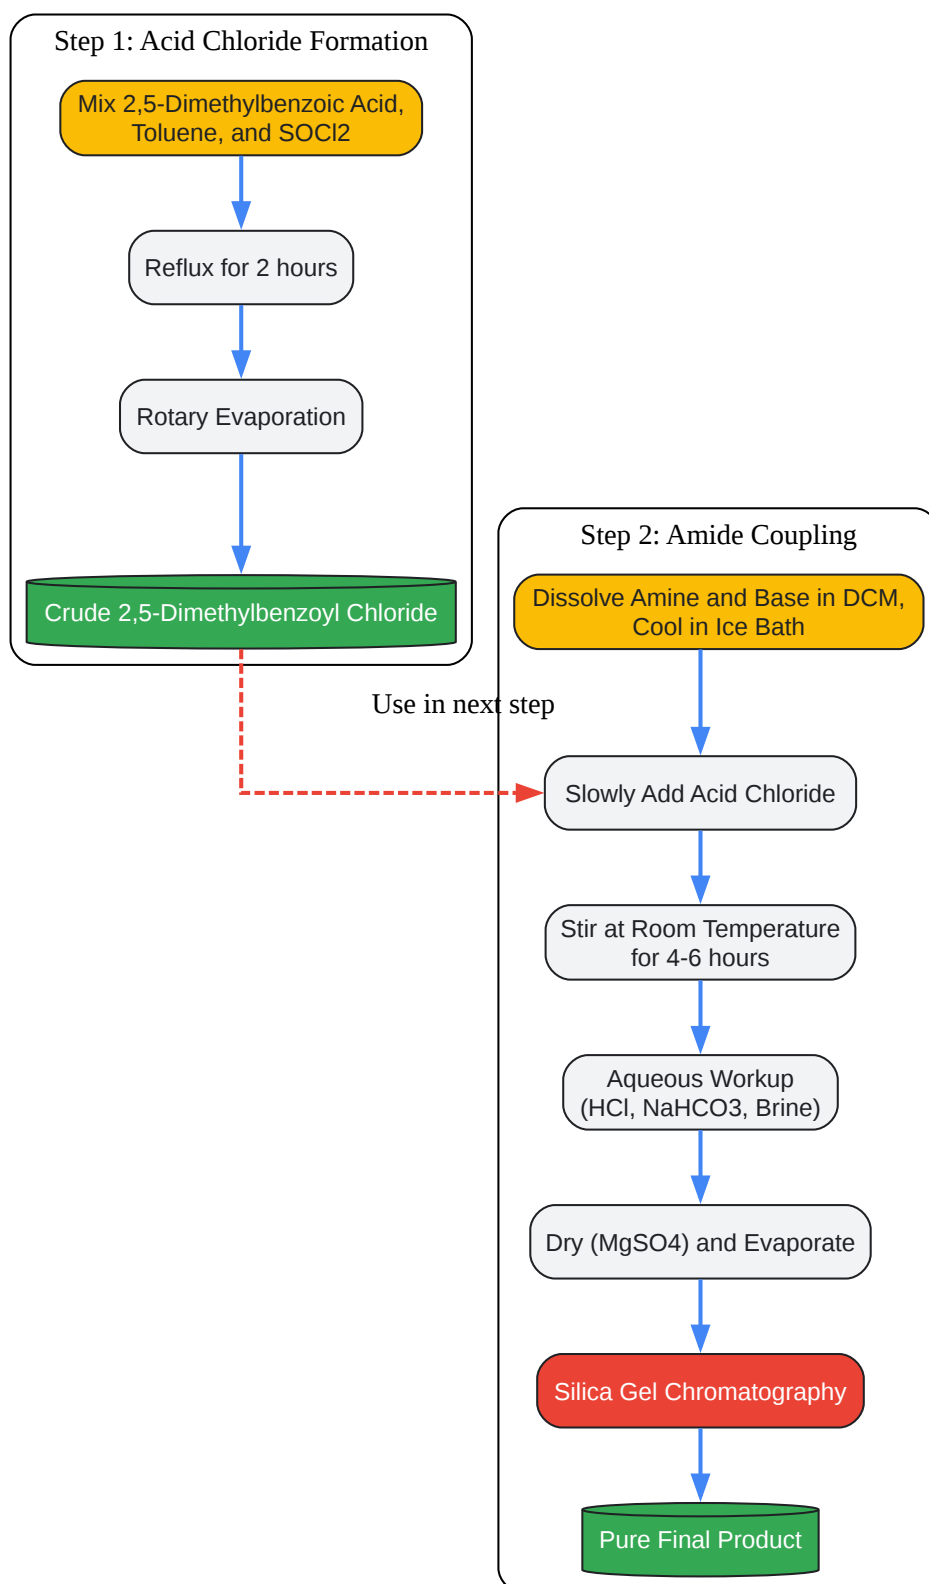 Step 1: Acid Chloride Formation
Mix 2,5-Dimethylbenzoic Acid,
Toluene, and SOCl2
Reflux for 2 hours
Rotary Evaporation
Crude 2,5-Dimethylbenzoyl Chloride
Use in next step
Step 2: Amide Coupling
Dissolve Amine and Base in DCM,
Cool in Ice Bath
Slowly Add Acid Chloride
Stir at Room Temperature
for 4-6 hours
Aqueous Workup
(HCl, NaHCO3, Brine)
Dry (MgSO4) and Evaporate
Silica Gel Chromatography
Pure Final Product